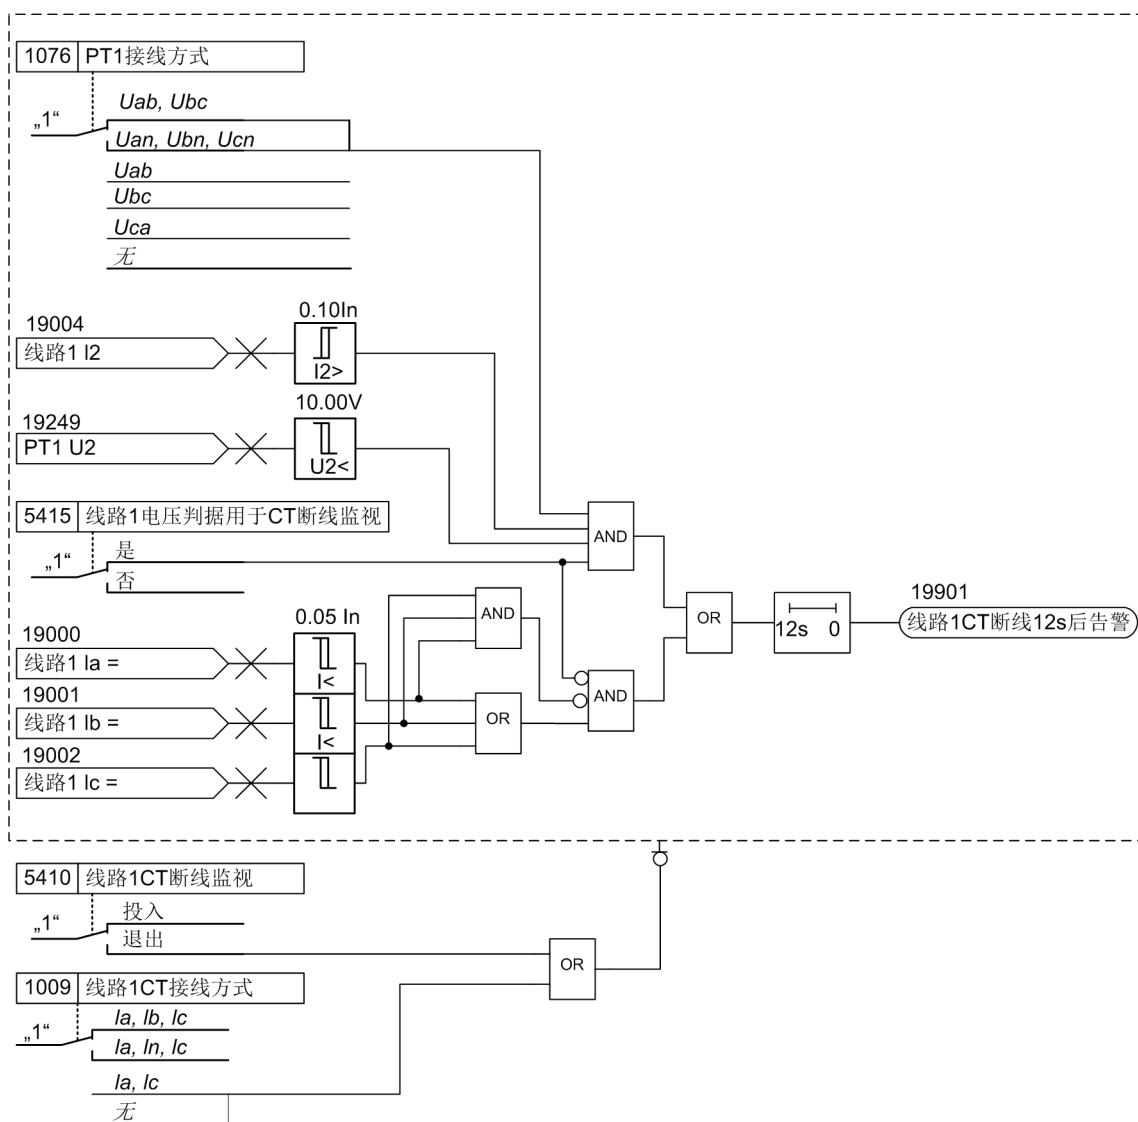 1076 PT1接线方式
Uab, Ubc
„1“
Uan, Ubn, Ucn
Uab
Ubc
Uca
无
0.10In
19004
线路1 I2
I2>
10.00V
19249
PT1 U2
U2<
5415 线路1电压判据用于CT断线监视
AND
是
„1“
否
19901
0.05 In
AND
OR
12s 0
线路1CT断线12s后告警
19000
线路1 Ia =
I<
19001
AND
线路1 Ib =
OR
I<
19002
线路1 Ic =
5410 线路1CT断线监视
投入
„1“
退出
OR
1009 线路1CT接线方式
Ia, Ib, Ic
„1“
Ia, In, Ic
Ia, Ic
无